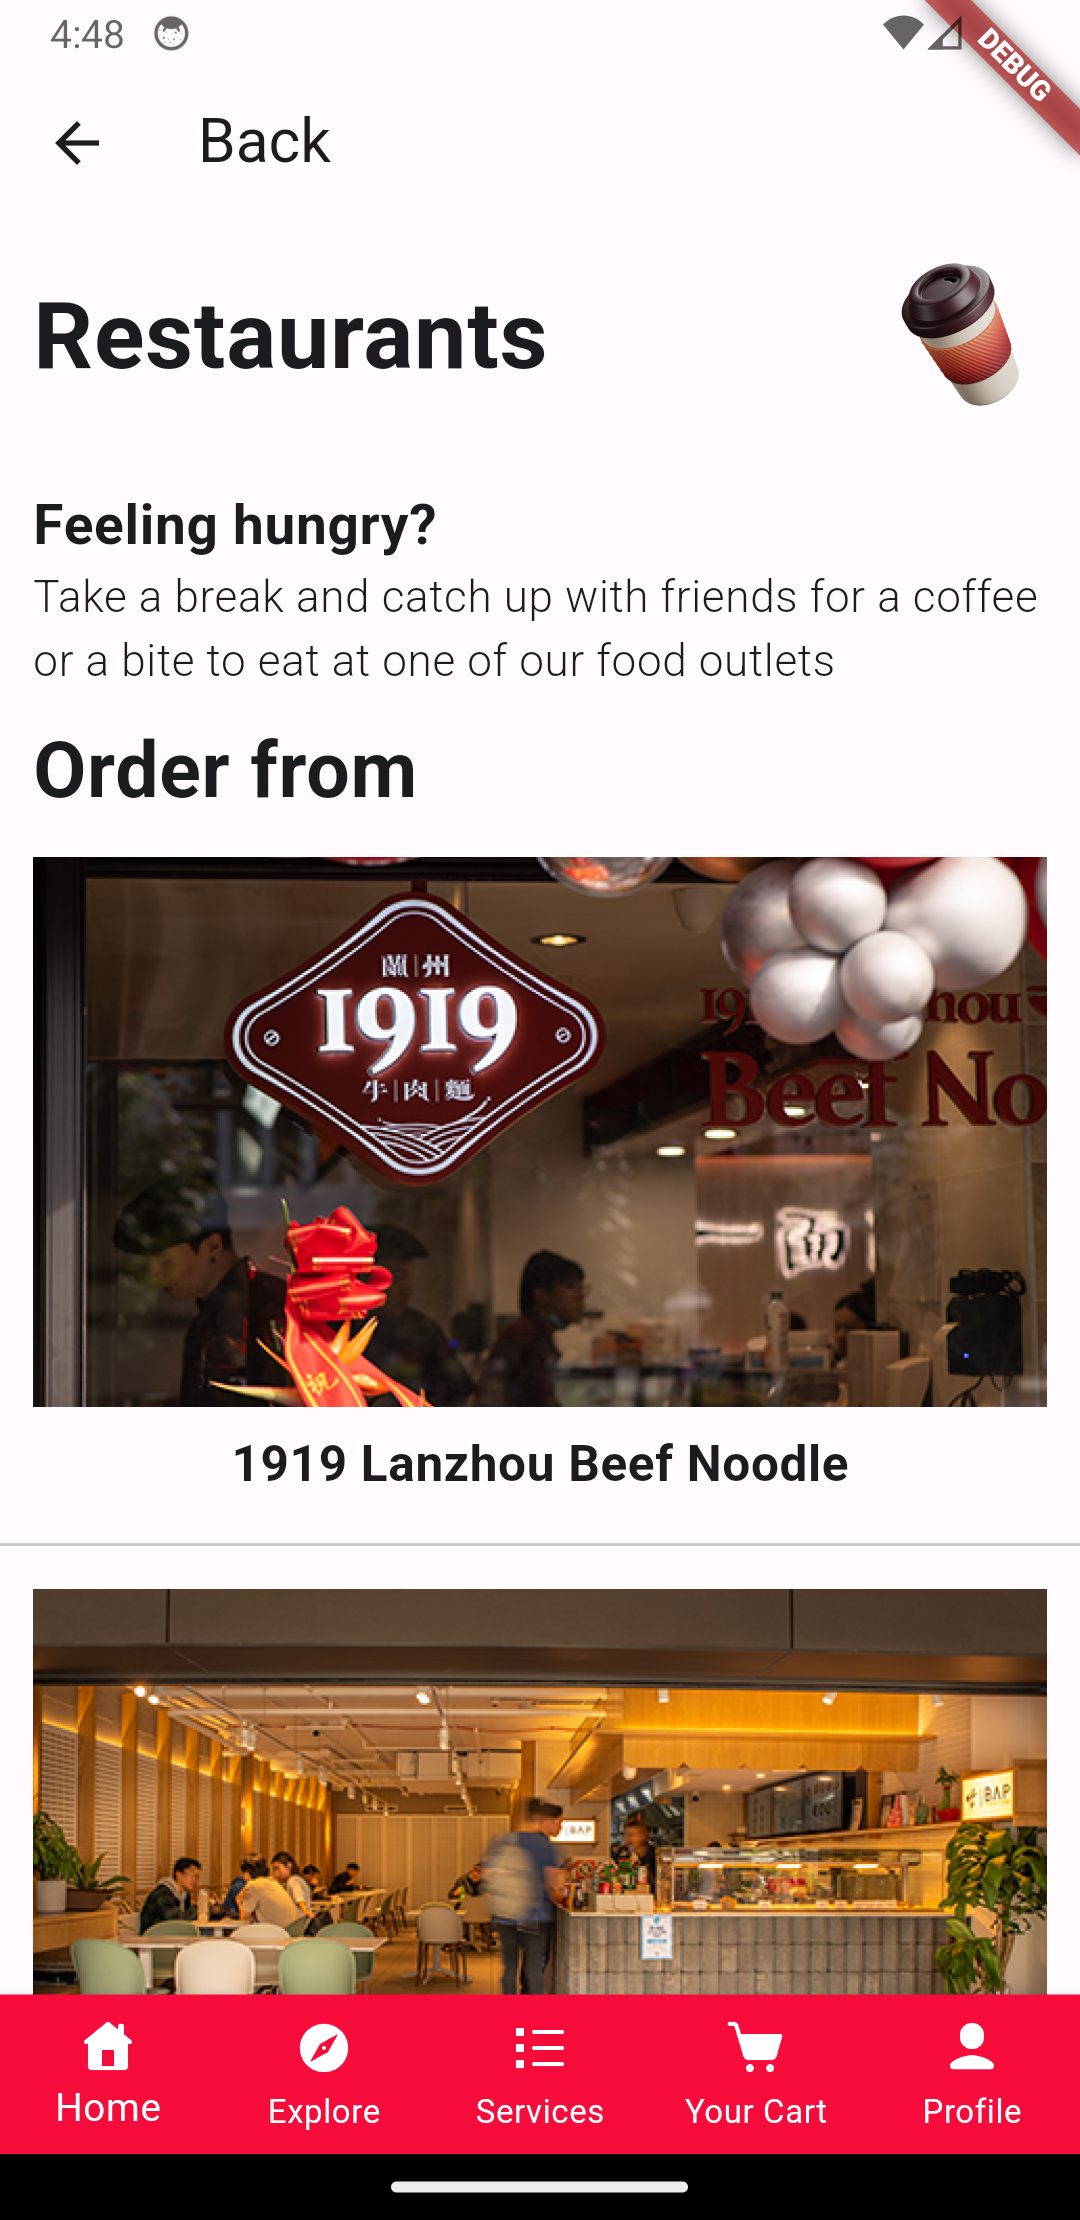 4:48
DEBUG
Back
Restaurants
Feeling hungry?
Take a break and catch up with friends for a coffee
or a bite to eat at one of our food outlets
Order from
蘭州
1919
牛肉麵
19
hou
Beef No
祝
1919 Lanzhou Beef Noodle
BAP
BAP
Home
Explore
Services
Your Cart
Profile